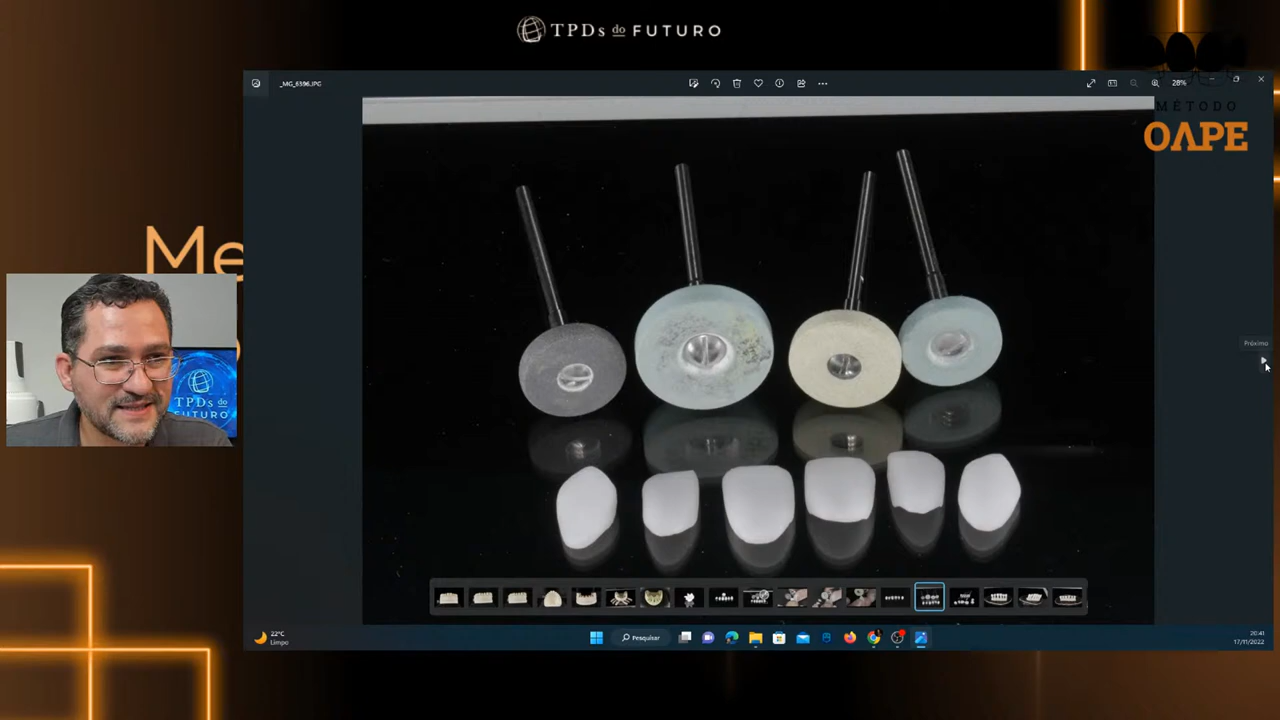 TPDs do FUTURO
_MG_6396.JPG
28%
MÉTODO
OΛPE
Me
Próximo
TPDs do
FUTURO
22°C
Limpo
Pesquisar
20:41
17/11/2022